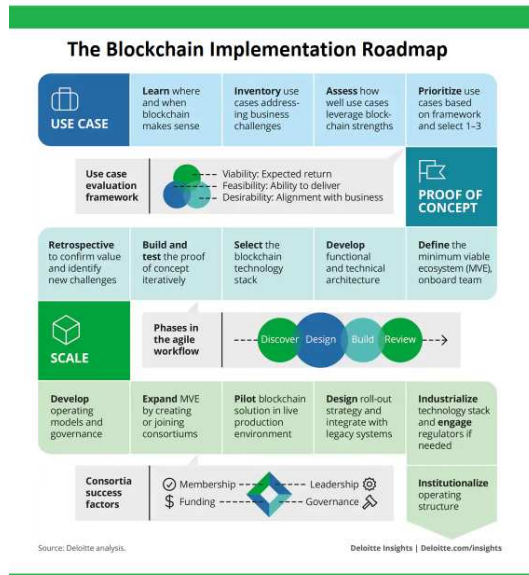 The Blockchain Implementation Roadmap
USE CASE
Learn where
and when
blockchain
makes sense
Inventory use
cases address-
ing business
challenges
Assess how
well use cases
leverage block-
chain strengths
Prioritize use
cases based
on framework
and select 1–3
Use case
evaluation
framework
Viability: Expected return
Feasibility: Ability to deliver
Desirability: Alignment with business
PROOF OF
CONCEPT
Retrospective
to confirm value
and identify
new challenges
Build and
test the proof
of concept
iteratively
Select the
blockchain
technology
stack
Develop
functional
and technical
architecture
Define the
minimum viable
ecosystem (MVE),
onboard team
SCALE
Phases in
the agile
workflow
Discover
Design
Build
Review
Develop
operating
models and
governance
Expand MVE
by creating
or joining
consortiums
Pilot blockchain
solution in live
production
environment
Design roll-out
strategy and
integrate with
legacy systems
Industrialize
technology stack
and engage
regulators if
needed
Consortia
success
factors
Membership
$ Funding
Leadership
Governance
Institutionalize
operating
structure
Source: Deloitte analysis.
Deloitte Insights | Deloitte.com/insights